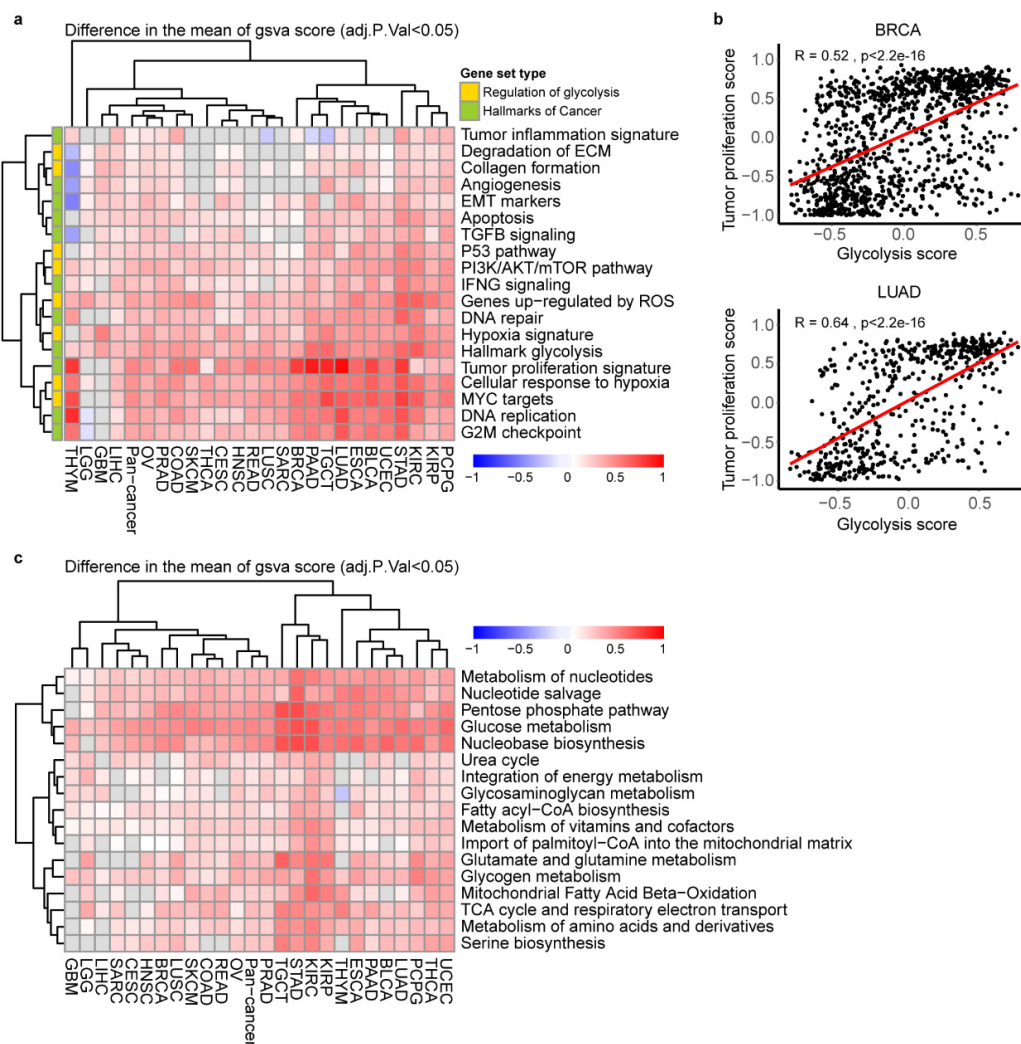 a
Difference in the mean of gsva score (adj.P.Val<0.05)
Gene set type
Regulation of glycolysis
Hallmarks of Cancer
Tumor inflammation signature
Degradation of ECM
Collagen formation
Angiogenesis
EMT markers
Apoptosis
TGFB signaling
P53 pathway
PI3K/AKT/mTOR pathway
IFNG signaling
Genes up−regulated by ROS
DNA repair
Hypoxia signature
Hallmark glycolysis
Tumor proliferation signature
Cellular response to hypoxia
MYC targets
DNA replication
G2M checkpoint
THYM
LGG
GBM
LIHC
Pan−cancer
OV
PRAD
COAD
SKCM
THCA
CESC
HNSC
READ
LUSC
SARC
BRCA
PAAD
TGCT
LUAD
ESCA
BLCA
UCEC
STAD
KIRC
KIRP
PCPG
−1 −0.5 0 0.5 1
b
BRCA
R = 0.52 , p<2.2e−16
Tumor proliferation score
1.0
0.5
0.0
−0.5
−1.0
−0.5 0.0 0.5
Glycolysis score
LUAD
R = 0.64 , p<2.2e−16
Tumor proliferation score
1.0
0.5
0.0
−0.5
−1.0
−0.5 0.0 0.5
Glycolysis score
c
Difference in the mean of gsva score (adj.P.Val<0.05)
−1 −0.5 0 0.5 1
Metabolism of nucleotides
Nucleotide salvage
Pentose phosphate pathway
Glucose metabolism
Nucleobase biosynthesis
Urea cycle
Integration of energy metabolism
Glycosaminoglycan metabolism
Fatty acyl−CoA biosynthesis
Metabolism of vitamins and cofactors
Import of palmitoyl−CoA into the mitochondrial matrix
Glutamate and glutamine metabolism
Glycogen metabolism
Mitochondrial Fatty Acid Beta−Oxidation
TCA cycle and respiratory electron transport
Metabolism of amino acids and derivatives
Serine biosynthesis
GBM
LGG
LIHC
SARC
CESC
HNSC
BRCA
LUSC
SKCM
COAD
READ
OV
Pan−cancer
PRAD
TGCT
STAD
KIRC
KIRP
THYM
ESCA
PAAD
BLCA
LUAD
PCPG
THCA
UCEC